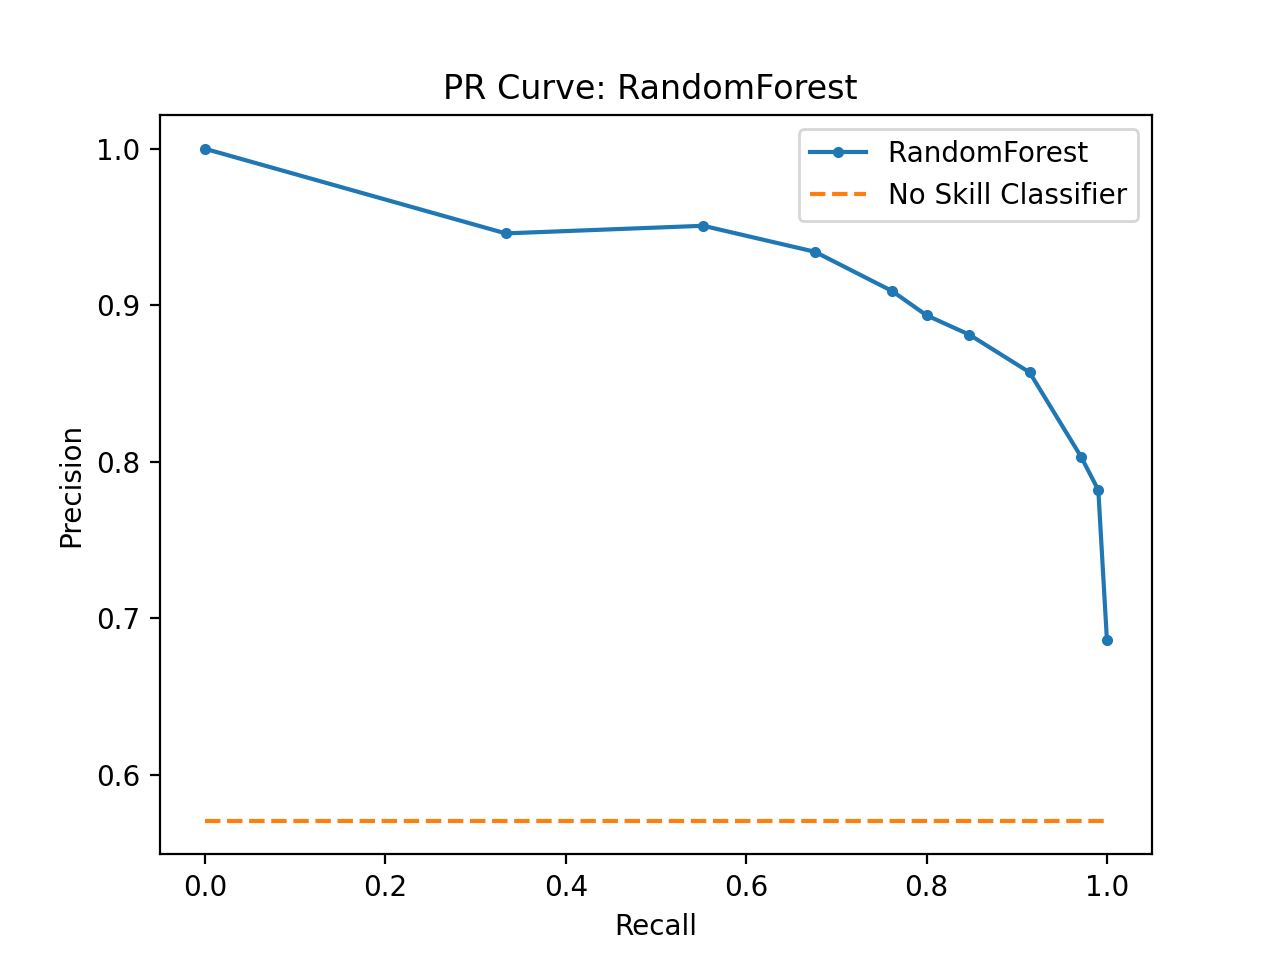 PR Curve: RandomForest
RandomForest
No Skill Classifier
1.0
0.9
0.8
0.7
0.6
Precision
0.0 0.2 0.4 0.6 0.8 1.0
Recall